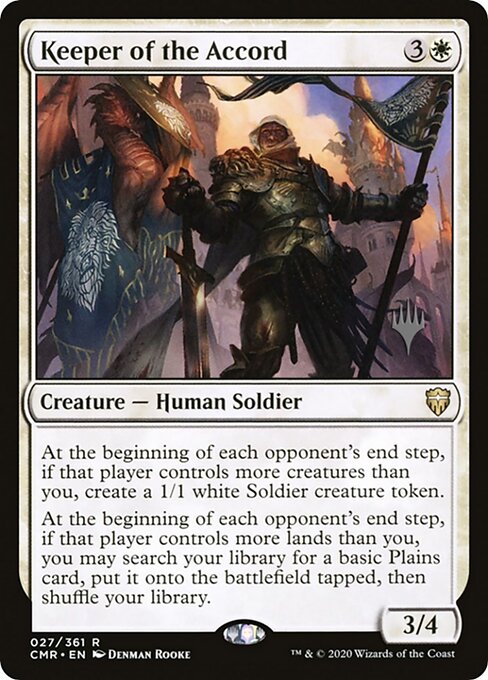 Keeper of the Accord 3
Creature — Human Soldier
At the beginning of each opponent's end step,
if that player controls more creatures than
you, create a 1/1 white Soldier creature token.
At the beginning of each opponent's end step,
if that player controls more lands than you,
you may search your library for a basic Plains
card, put it onto the battlefield tapped, then
shuffle your library.
3/4
027/361 R
CMR • EN Denman Rooke
™ & © 2020 Wizards of the Coast